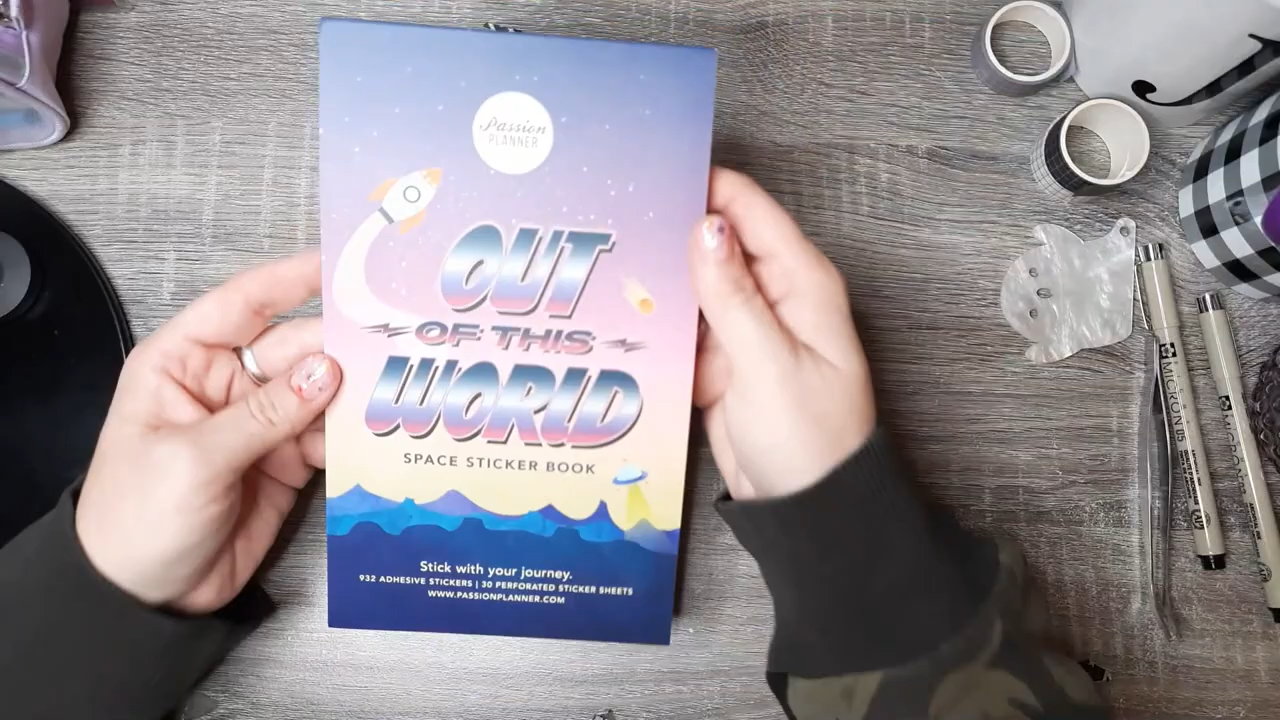 Passion
PLANNER
OUT
OF THIS
WORLD
SPACE STICKER BOOK
Stick with your journey.
932 ADHESIVE STICKERS | 30 PERFORATED STICKER SHEETS
WWW.PASSIONPLANNER.COM
MICRON 05
MICRON